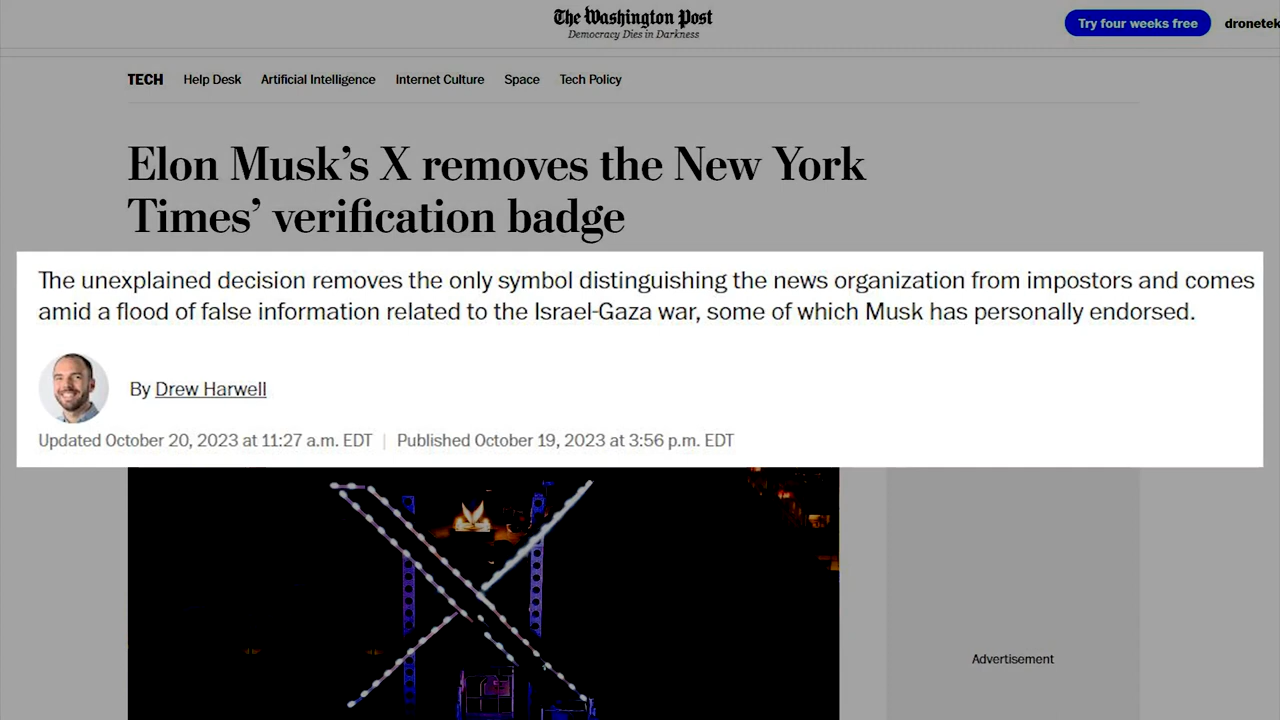 The Washington Post
Democracy Dies in Darkness
Try four weeks free
dronetek
TECH Help Desk Artificial Intelligence Internet Culture Space Tech Policy
Elon Musk’s X removes the New York
Times’ verification badge
The unexplained decision removes the only symbol distinguishing the news organization from impostors and comes
amid a flood of false information related to the Israel-Gaza war, some of which Musk has personally endorsed.
By Drew Harwell
Updated October 20, 2023 at 11:27 a.m. EDT | Published October 19, 2023 at 3:56 p.m. EDT
Advertisement